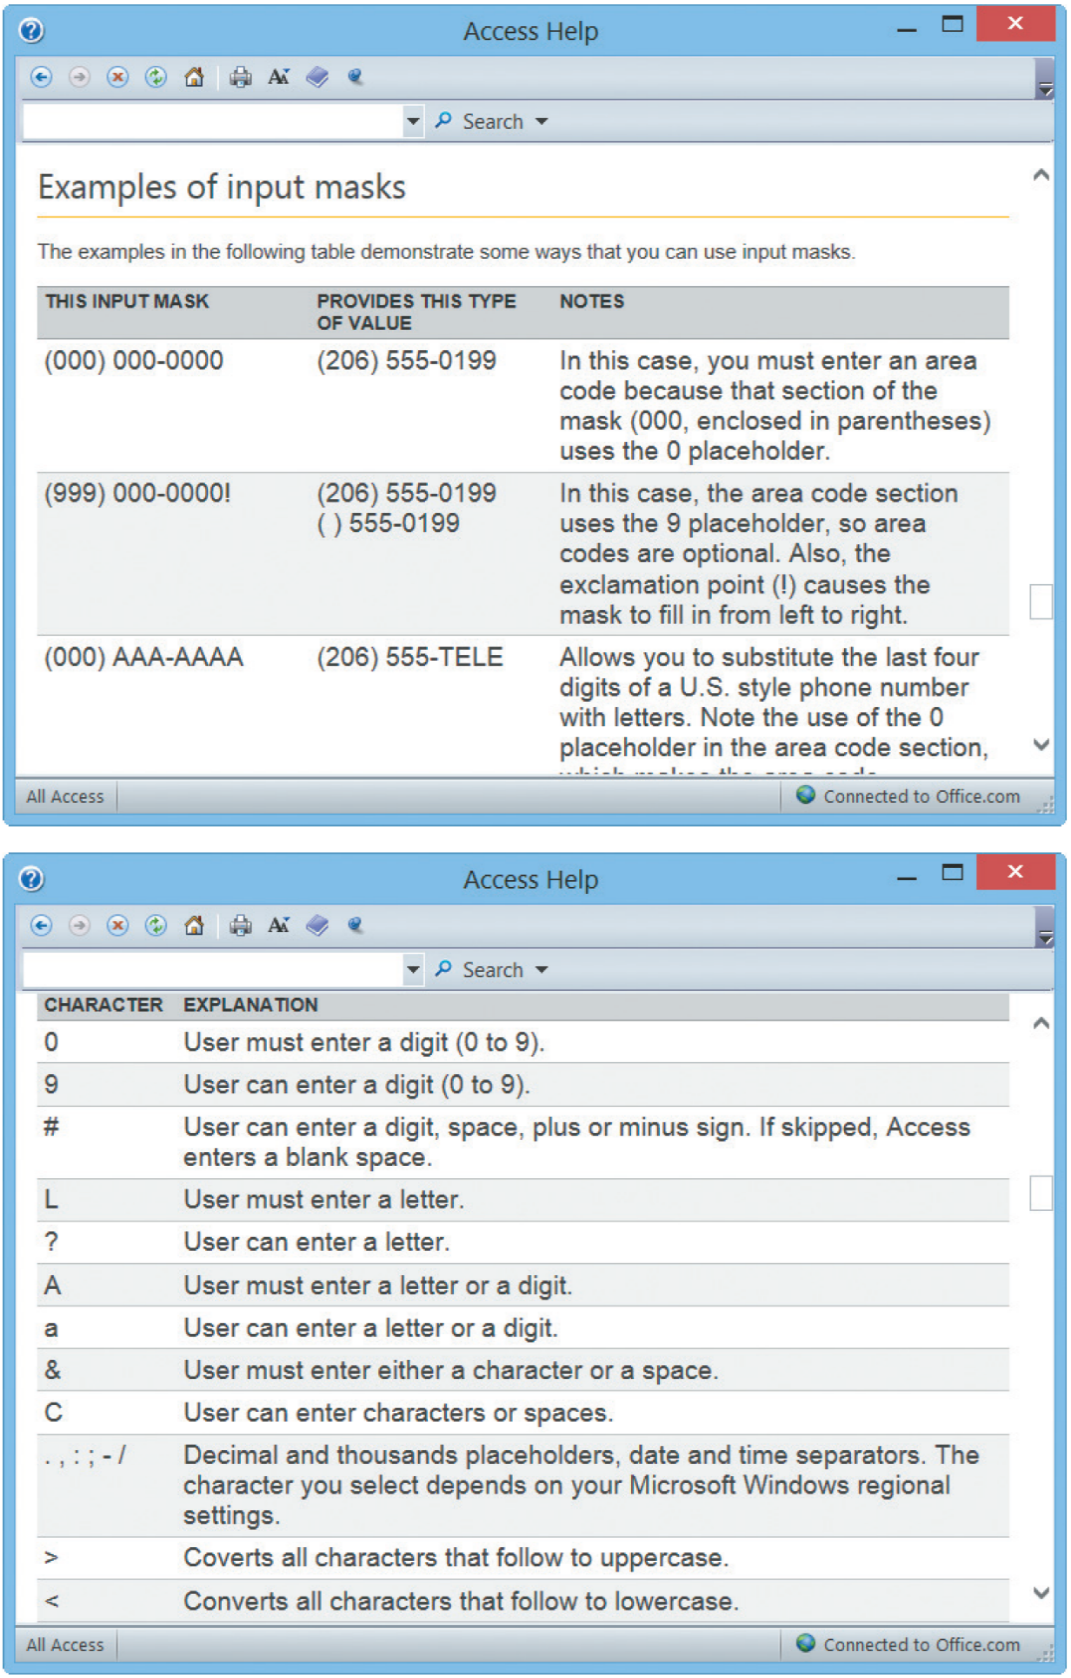 Access Help
Search
Examples of input masks
The examples in the following table demonstrate some ways that you can use input masks.
THIS INPUT MASK PROVIDES THIS TYPE OF VALUE NOTES
(000) 000-0000 (206) 555-0199 In this case, you must enter an area
code because that section of the
mask (000, enclosed in parentheses)
uses the 0 placeholder.
(999) 000-0000! (206) 555-0199 In this case, the area code section
( ) 555-0199 uses the 9 placeholder, so area
codes are optional. Also, the
exclamation point (!) causes the
mask to fill in from left to right.
(000) AAA-AAAA (206) 555-TELE Allows you to substitute the last four
digits of a U.S. style phone number
with letters. Note the use of the 0
placeholder in the area code section,
which makes the area code
All Access Connected to Office.com
Access Help
Search
CHARACTER EXPLANATION
0 User must enter a digit (0 to 9).
9 User can enter a digit (0 to 9).
# User can enter a digit, space, plus or minus sign. If skipped, Access
enters a blank space.
L User must enter a letter.
? User can enter a letter.
A User must enter a letter or a digit.
a User can enter a letter or a digit.
& User must enter either a character or a space.
C User can enter characters or spaces.
. , : ; - / Decimal and thousands placeholders, date and time separators. The
character you select depends on your Microsoft Windows regional
settings.
> Coverts all characters that follow to uppercase.
< Converts all characters that follow to lowercase.
All Access Connected to Office.com